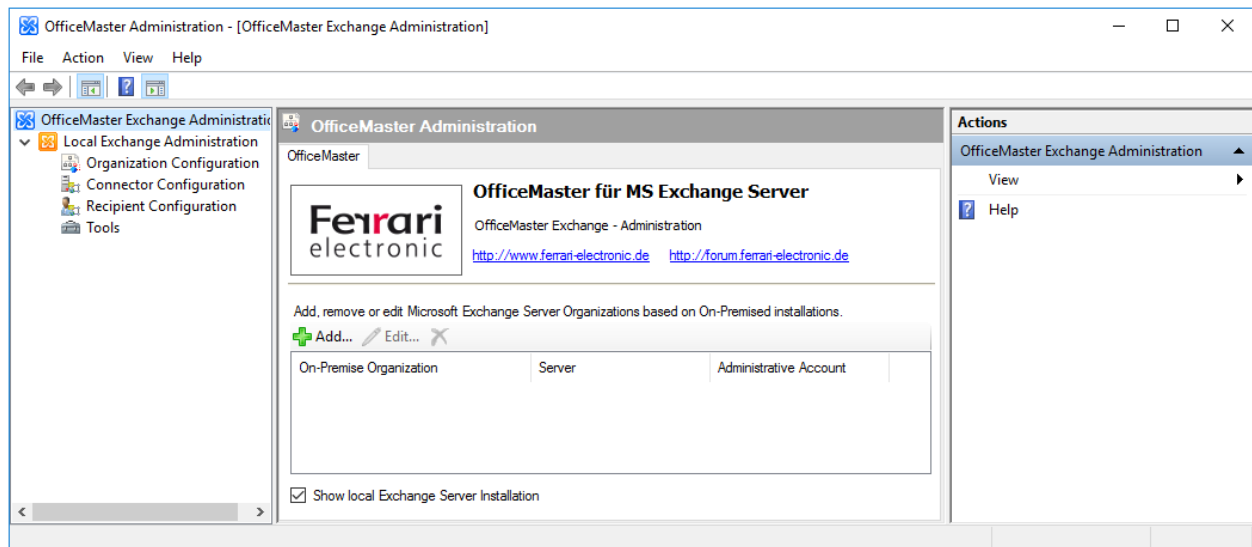 OfficeMaster Administration - [OfficeMaster Exchange Administration]
File Action View Help
OfficeMaster Exchange Administratic
Local Exchange Administration
Organization Configuration
Connector Configuration
Recipient Configuration
Tools
OfficeMaster Administration
OfficeMaster
Ferrari
electronic
OfficeMaster für MS Exchange Server
OfficeMaster Exchange - Administration
http://www.ferrari-electronic.de http://forum.ferrari-electronic.de
Add, remove or edit Microsoft Exchange Server Organizations based on On-Premised installations.
Add... Edit...
On-Premise Organization Server Administrative Account
Show local Exchange Server Installation
Actions
OfficeMaster Exchange Administration
View
Help